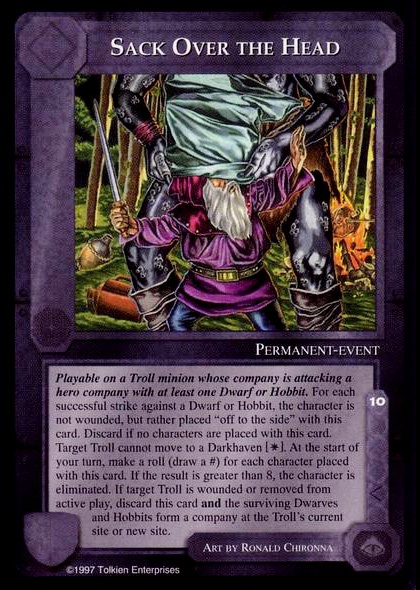 SACK OVER THE HEAD
PERMANENT-EVENT
Playable on a Troll minion whose company is attacking a
hero company with at least one Dwarf or Hobbit. For each
successful strike against a Dwarf or Hobbit, the character is
not wounded, but rather placed "off to the side" with this
card. Discard if no characters are placed with this card.
Target Troll cannot move to a Darkhaven [✷]. At the start of
your turn, make a roll (draw a #) for each character placed
with this card. If the result is greater than 8, the character is
eliminated. If target Troll is wounded or removed from
active play, discard this card and the surviving Dwarves
and Hobbits form a company at the Troll's current
site or new site.
10
ART BY RONALD CHIRONNA
©1997 Tolkien Enterprises